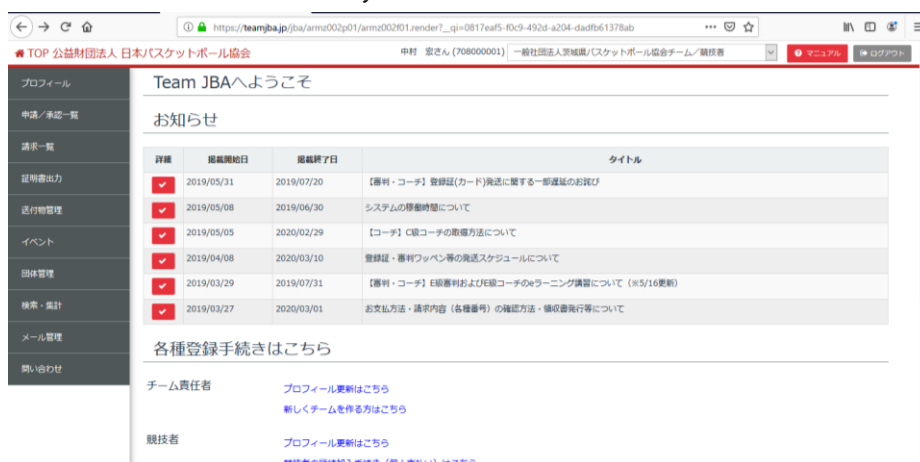 https://teamjba.jp/jba/armz002p01/armz002f01.render?__qi=0817eaf5-f0c9-492d-a204-dadfb61378ab
TOP 公益財団法人 日本バスケットボール協会
中村 宏さん (708000001)
一般社団法人茨城県バスケットボール協会チーム／競技者
マニュアル
ログアウト
プロフィール
申請／承認一覧
請求一覧
証明書出力
送付物管理
イベント
団体管理
検索・集計
メール管理
問い合わせ
Team JBAへようこそ
お知らせ
詳細 掲載開始日 掲載終了日 タイトル
2019/05/31 2019/07/20 【審判・コーチ】登録証(カード)発送に関する一部遅延のお詫び
2019/05/08 2019/06/30 システムの稼働時間について
2019/05/05 2020/02/29 【コーチ】C級コーチの取得方法について
2019/04/08 2020/03/10 登録証・審判ワッペン等の発送スケジュールについて
2019/03/29 2019/07/31 【審判・コーチ】E級審判およびE級コーチのeラーニング講習について（※5/16更新）
2019/03/27 2020/03/01 お支払方法・請求内容（各種番号）の確認方法・領収書発行等について
各種登録手続きはこちら
チーム責任者
プロフィール更新はこちら
新しくチームを作る方はこちら
競技者
プロフィール更新はこちら